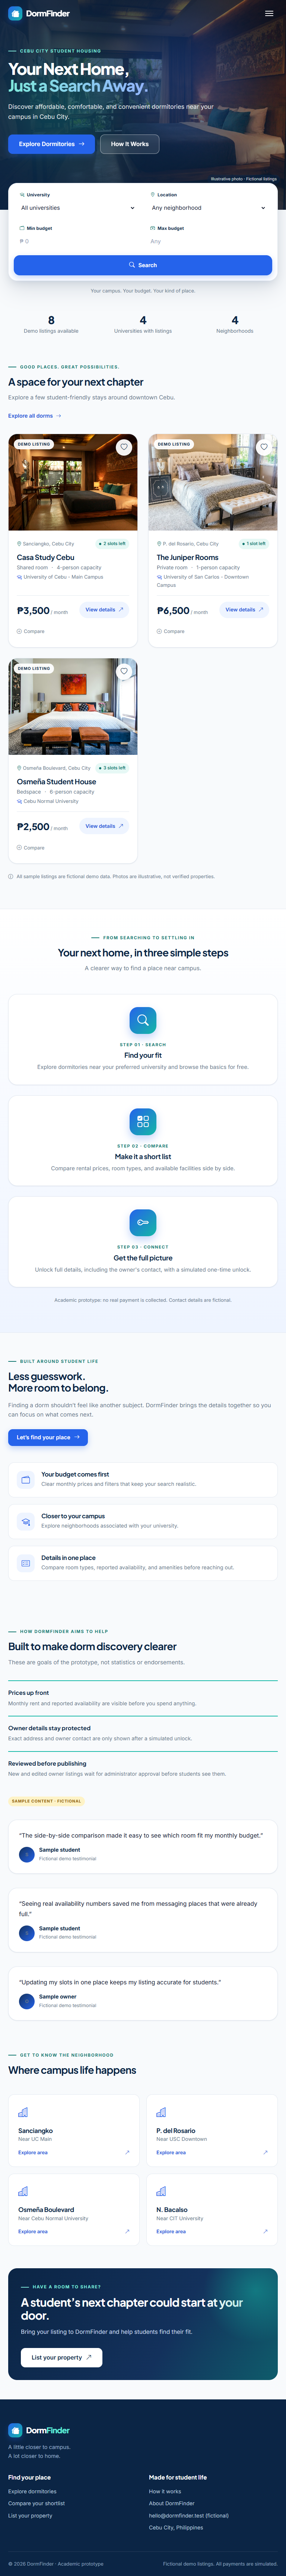 DormFinder
CEBU CITY STUDENT HOUSING
Your Next Home,
Just a Search Away.
Discover affordable, comfortable, and convenient dormitories near your
campus in Cebu City.
Explore Dormitories
How It Works
Illustrative photo · Fictional listings
University
Location
All universities
Any neighborhood
Min budget
Max budget
₱ 0
Any
Search
Your campus. Your budget. Your kind of place.
8
4
4
Demo listings available
Universities with listings
Neighborhoods
GOOD PLACES. GREAT POSSIBILITIES.
A space for your next chapter
Explore a few student-friendly stays around downtown Cebu.
Explore all dorms
DEMO LISTING
Sanciangko, Cebu City
2 slots left
Casa Study Cebu
Shared room · 4-person capacity
University of Cebu - Main Campus
₱3,500 / month
View details
Compare
DEMO LISTING
P. del Rosario, Cebu City
1 slot left
The Juniper Rooms
Private room · 1-person capacity
University of San Carlos - Downtown
Campus
₱6,500 / month
View details
Compare
DEMO LISTING
Osmeña Boulevard, Cebu City
3 slots left
Osmeña Student House
Bedspace · 6-person capacity
Cebu Normal University
₱2,500 / month
View details
Compare
All sample listings are fictional demo data. Photos are illustrative, not verified properties.
FROM SEARCHING TO SETTLING IN
Your next home, in three simple steps
A clearer way to find a place near campus.
STEP 01 · SEARCH
Find your fit
Explore dormitories near your preferred university and browse the basics for free.
STEP 02 · COMPARE
Make it a short list
Compare rental prices, room types, and available facilities side by side.
STEP 03 · CONNECT
Get the full picture
Unlock full details, including the owner's contact, with a simulated one-time unlock.
Academic prototype: no real payment is collected. Contact details are fictional.
BUILT AROUND STUDENT LIFE
Less guesswork.
More room to belong.
Finding a dorm shouldn't feel like another subject. DormFinder brings the details together so you
can focus on what comes next.
Let's find your place
Your budget comes first
Clear monthly prices and filters that keep your search realistic.
Closer to your campus
Explore neighborhoods associated with your university.
Details in one place
Compare room types, reported availability, and amenities before reaching out.
HOW DORMFINDER AIMS TO HELP
Built to make dorm discovery clearer
These are goals of the prototype, not statistics or endorsements.
Prices up front
Monthly rent and reported availability are visible before you spend anything.
Owner details stay protected
Exact address and owner contact are only shown after a simulated unlock.
Reviewed before publishing
New and edited owner listings wait for administrator approval before students see them.
SAMPLE CONTENT · FICTIONAL
"The side-by-side comparison made it easy to see which room fit my monthly budget."
Sample student
Fictional demo testimonial
"Seeing real availability numbers saved me from messaging places that were already
full."
Sample student
Fictional demo testimonial
"Updating my slots in one place keeps my listing accurate for students."
Sample owner
Fictional demo testimonial
GET TO KNOW THE NEIGHBORHOOD
Where campus life happens
Sanciangko
Near UC Main
Explore area
P. del Rosario
Near USC Downtown
Explore area
Osmeña Boulevard
Near Cebu Normal University
Explore area
N. Bacalso
Near CIT University
Explore area
HAVE A ROOM TO SHARE?
A student's next chapter could start at your
door.
Bring your listing to DormFinder and help students find their fit.
List your property
DormFinder
A little closer to campus.
A lot closer to home.
Find your place
Explore dormitories
Compare your shortlist
List your property
Made for student life
How it works
About DormFinder
hello@dormfinder.test (fictional)
Cebu City, Philippines
© 2026 DormFinder · Academic prototype
Fictional demo listings. All payments are simulated.